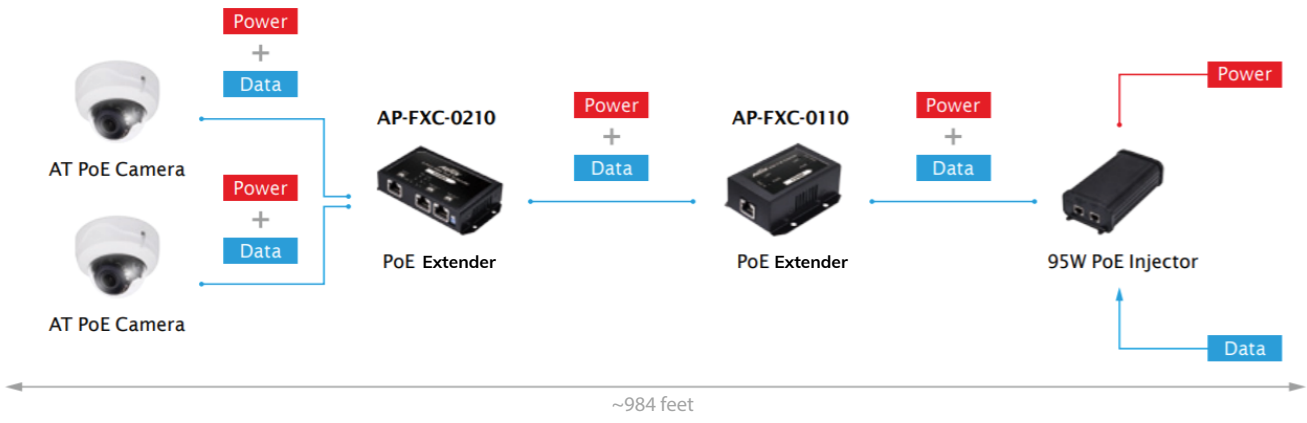 Power
+
Data
AT PoE Camera
Power
+
Data
AT PoE Camera
AP-FXC-0210
PoE Extender
Power
+
Data
AP-FXC-0110
PoE Extender
Power
+
Data
Power
95W PoE Injector
Data
~984 feet